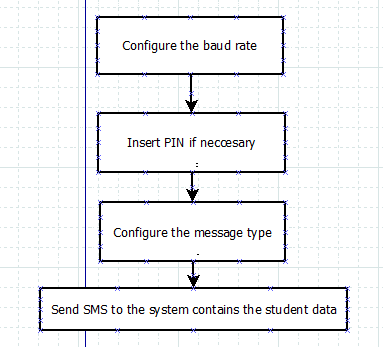 Configure the baud rate
Insert PIN if neccesary
:
Configure the message type
.
Send SMS to the system contains the student data